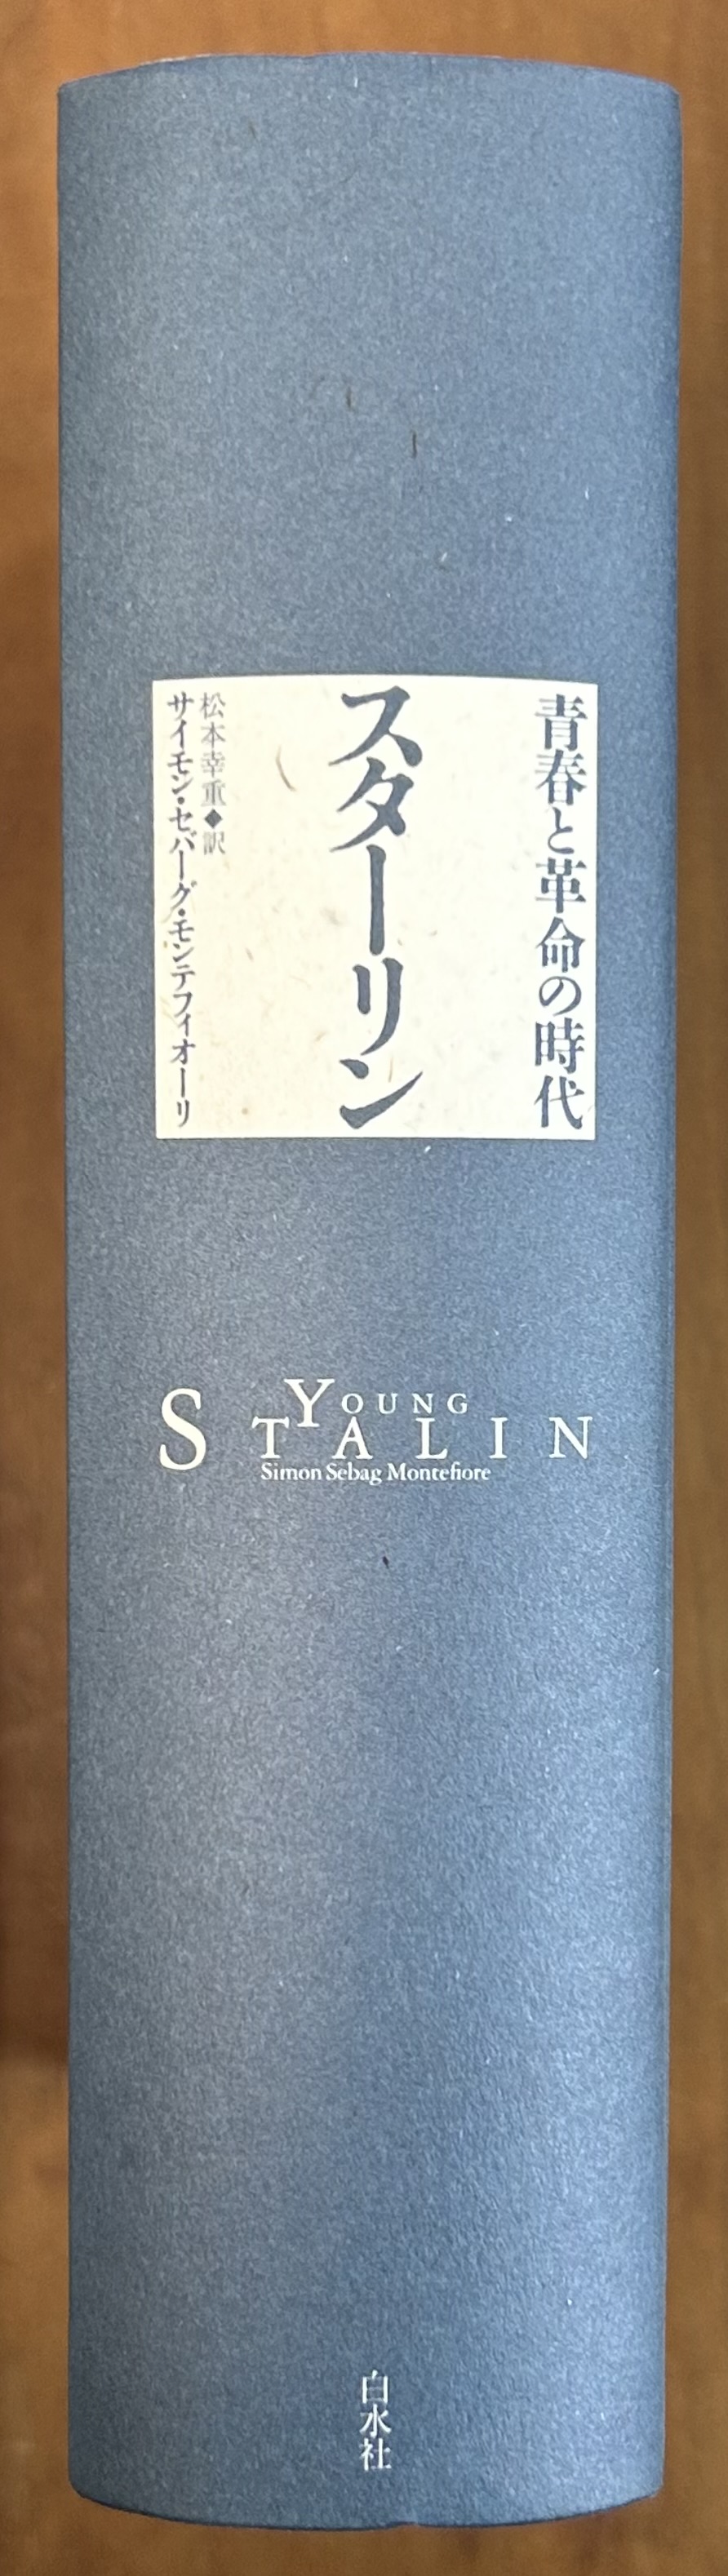 青春と革命の時代
スターリン
松本幸重◆訳
サイモン・セバーグ・モンテフィオーリ
YOUNG
STALIN
Simon Sebag Montefiore
白水社